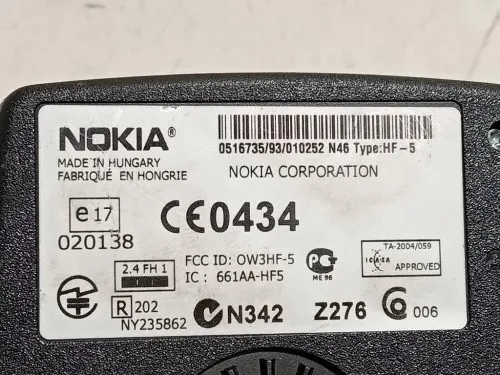 NOKIA®
0516735/93/010252 N46 Type:HF-5
MADE IN HUNGARY
FABRIQUÉ EN HONGRIE
NOKIA CORPORATION
e17
020138
CE0434
2.4 FH 1
FCC ID: OW3HF-5
IC : 661AA-HF5
ME 96
TA-2004/059
ICASA
APPROVED
R 202
NY235862
N342
Z276
006